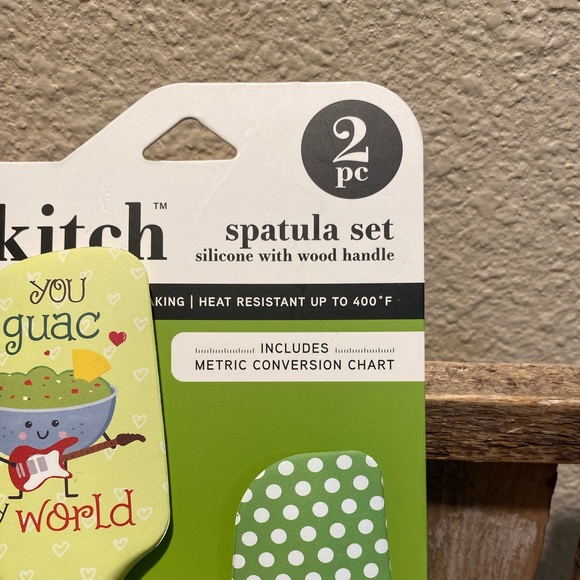 2
pc
kitch™
spatula set
silicone with wood handle
AKING | HEAT RESISTANT UP TO 400°F
INCLUDES
METRIC CONVERSION CHART
YOU
guac
y world